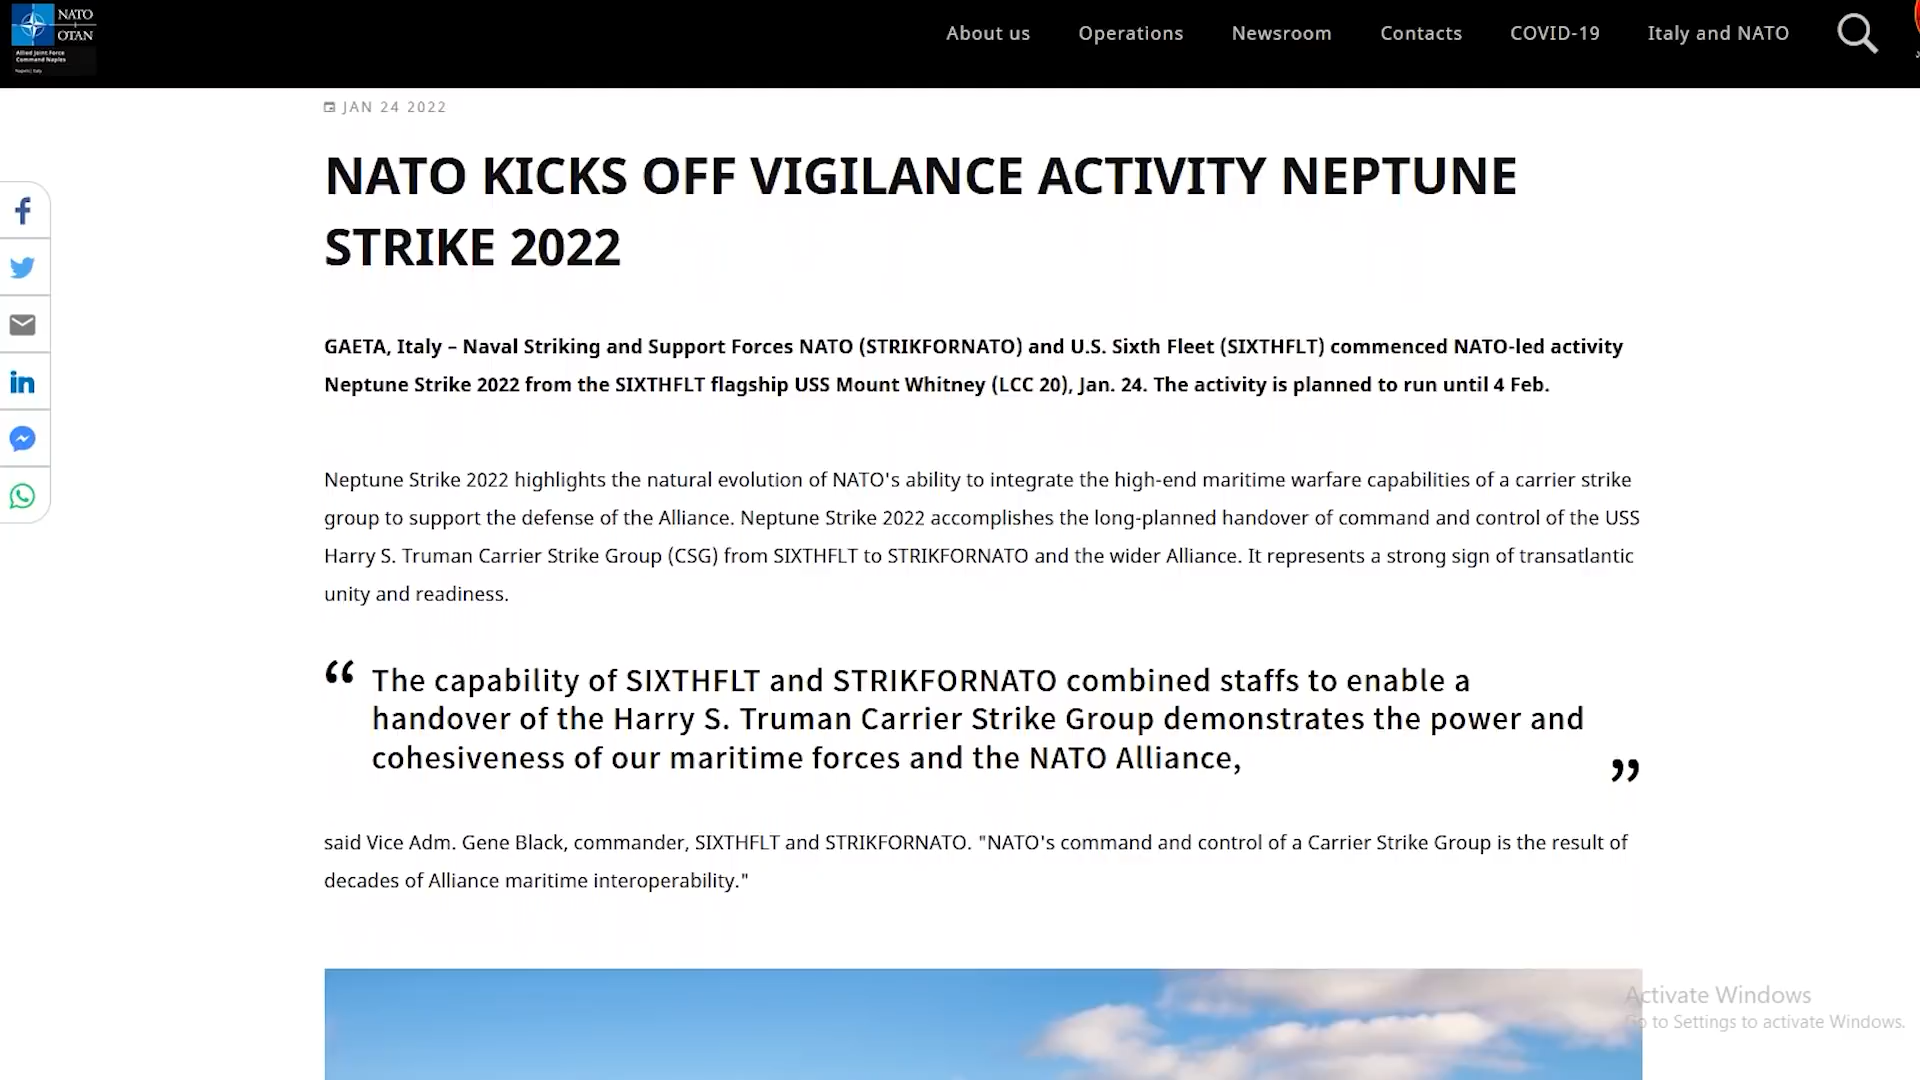 NATO
OTAN
Allied Joint Force
Command Naples
Naples | Italy
About us
Operations
Newsroom
Contacts
COVID-19
Italy and NATO
JAN 24 2022
NATO KICKS OFF VIGILANCE ACTIVITY NEPTUNE
STRIKE 2022
GAETA, Italy – Naval Striking and Support Forces NATO (STRIKFORNATO) and U.S. Sixth Fleet (SIXTHFLT) commenced NATO-led activity
Neptune Strike 2022 from the SIXTHFLT flagship USS Mount Whitney (LCC 20), Jan. 24. The activity is planned to run until 4 Feb.
Neptune Strike 2022 highlights the natural evolution of NATO's ability to integrate the high-end maritime warfare capabilities of a carrier strike
group to support the defense of the Alliance. Neptune Strike 2022 accomplishes the long-planned handover of command and control of the USS
Harry S. Truman Carrier Strike Group (CSG) from SIXTHFLT to STRIKFORNATO and the wider Alliance. It represents a strong sign of transatlantic
unity and readiness.
“ The capability of SIXTHFLT and STRIKFORNATO combined staffs to enable a
handover of the Harry S. Truman Carrier Strike Group demonstrates the power and
cohesiveness of our maritime forces and the NATO Alliance, ”
said Vice Adm. Gene Black, commander, SIXTHFLT and STRIKFORNATO. "NATO's command and control of a Carrier Strike Group is the result of
decades of Alliance maritime interoperability."
Activate Windows
Go to Settings to activate Windows.